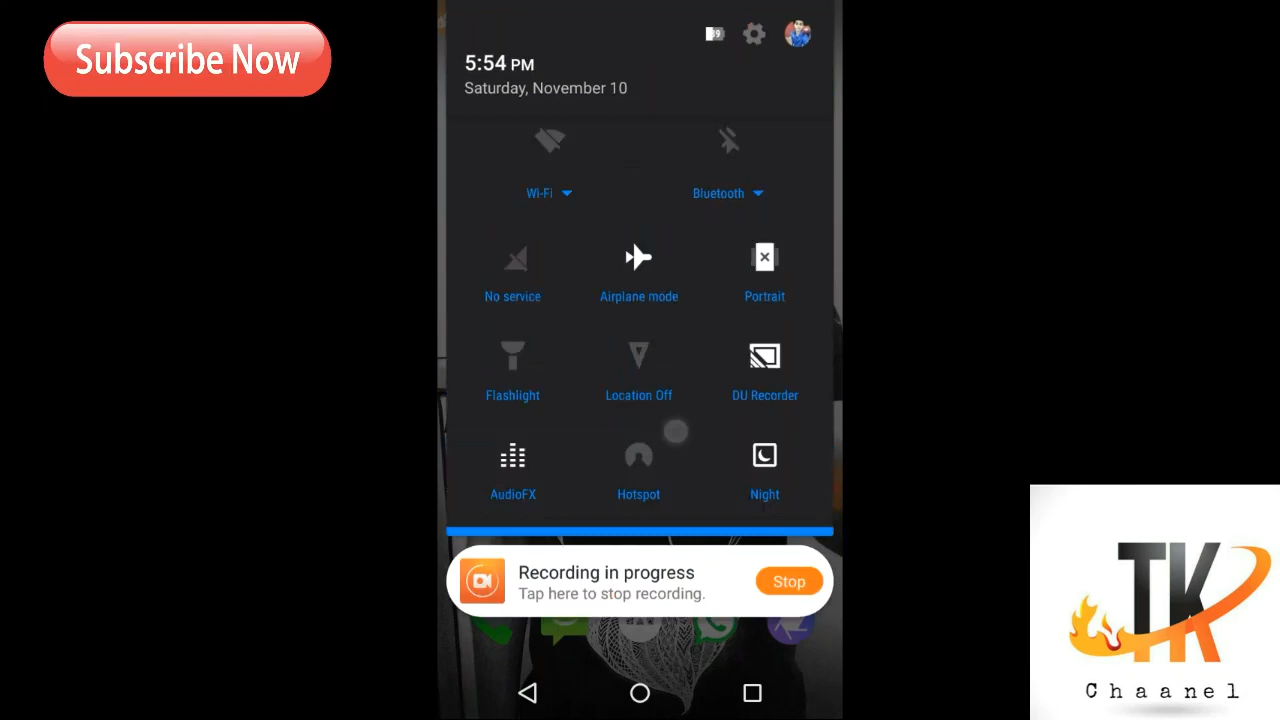 Subscribe Now
5:54 PM
Saturday, November 10
Wi-Fi
Bluetooth
No service
Airplane mode
Portrait
Flashlight
Location Off
DU Recorder
AudioFX
Hotspot
Night
Recording in progress
Stop
Tap here to stop recording.
TK
Chaanel